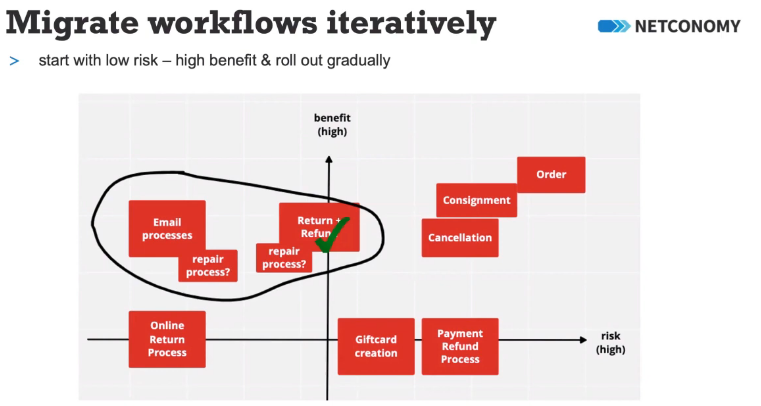 Migrate workflows iteratively
NETCONOMY
> start with low risk – high benefit & roll out gradually
benefit
(high)
Order
Consignment
Cancellation
Email
processes
repair
process?
Return +
Refund
repair
process?
Online
Return
Process
Giftcard
creation
Payment
Refund
Process
risk
(high)